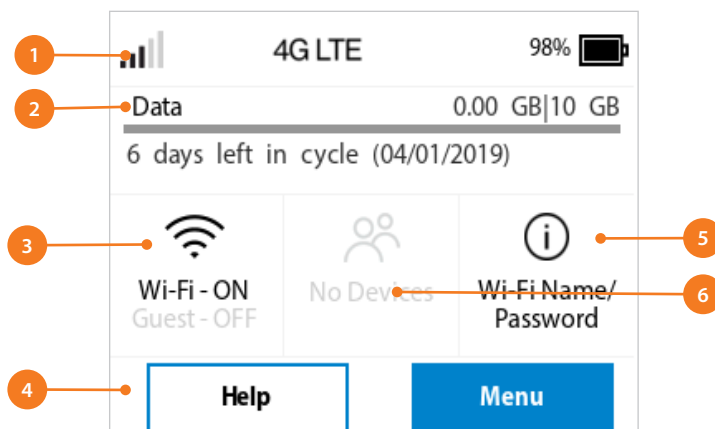 1
4G LTE
98%
2
Data
0.00 GB|10 GB
6 days left in cycle (04/01/2019)
3
5
Wi-Fi - ON
Guest - OFF
No Devices
Wi-Fi Name/
Password
6
4
Help
Menu